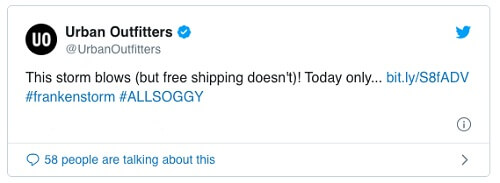 UO
Urban Outfitters
@UrbanOutfitters
This storm blows (but free shipping doesn't)! Today only... bit.ly/S8fADV
#frankenstorm #ALLSOGGY
58 people are talking about this